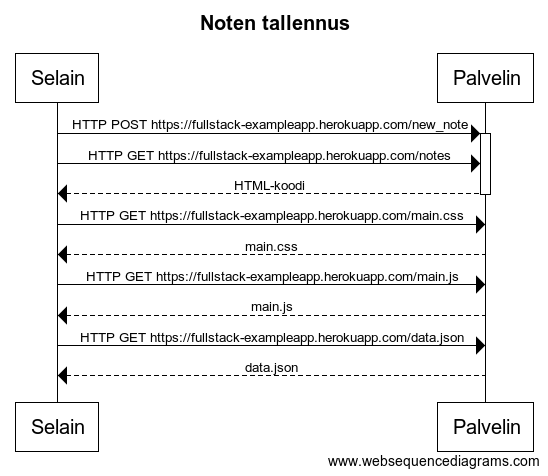 Noten tallennus
Selain
Palvelin
HTTP POST https://fullstack-exampleapp.herokuapp.com/new_note
HTTP GET https://fullstack-exampleapp.herokuapp.com/notes
HTML-koodi
HTTP GET https://fullstack-exampleapp.herokuapp.com/main.css
main.css
HTTP GET https://fullstack-exampleapp.herokuapp.com/main.js
main.js
HTTP GET https://fullstack-exampleapp.herokuapp.com/data.json
data.json
Selain
Palvelin
www.websequencediagrams.com